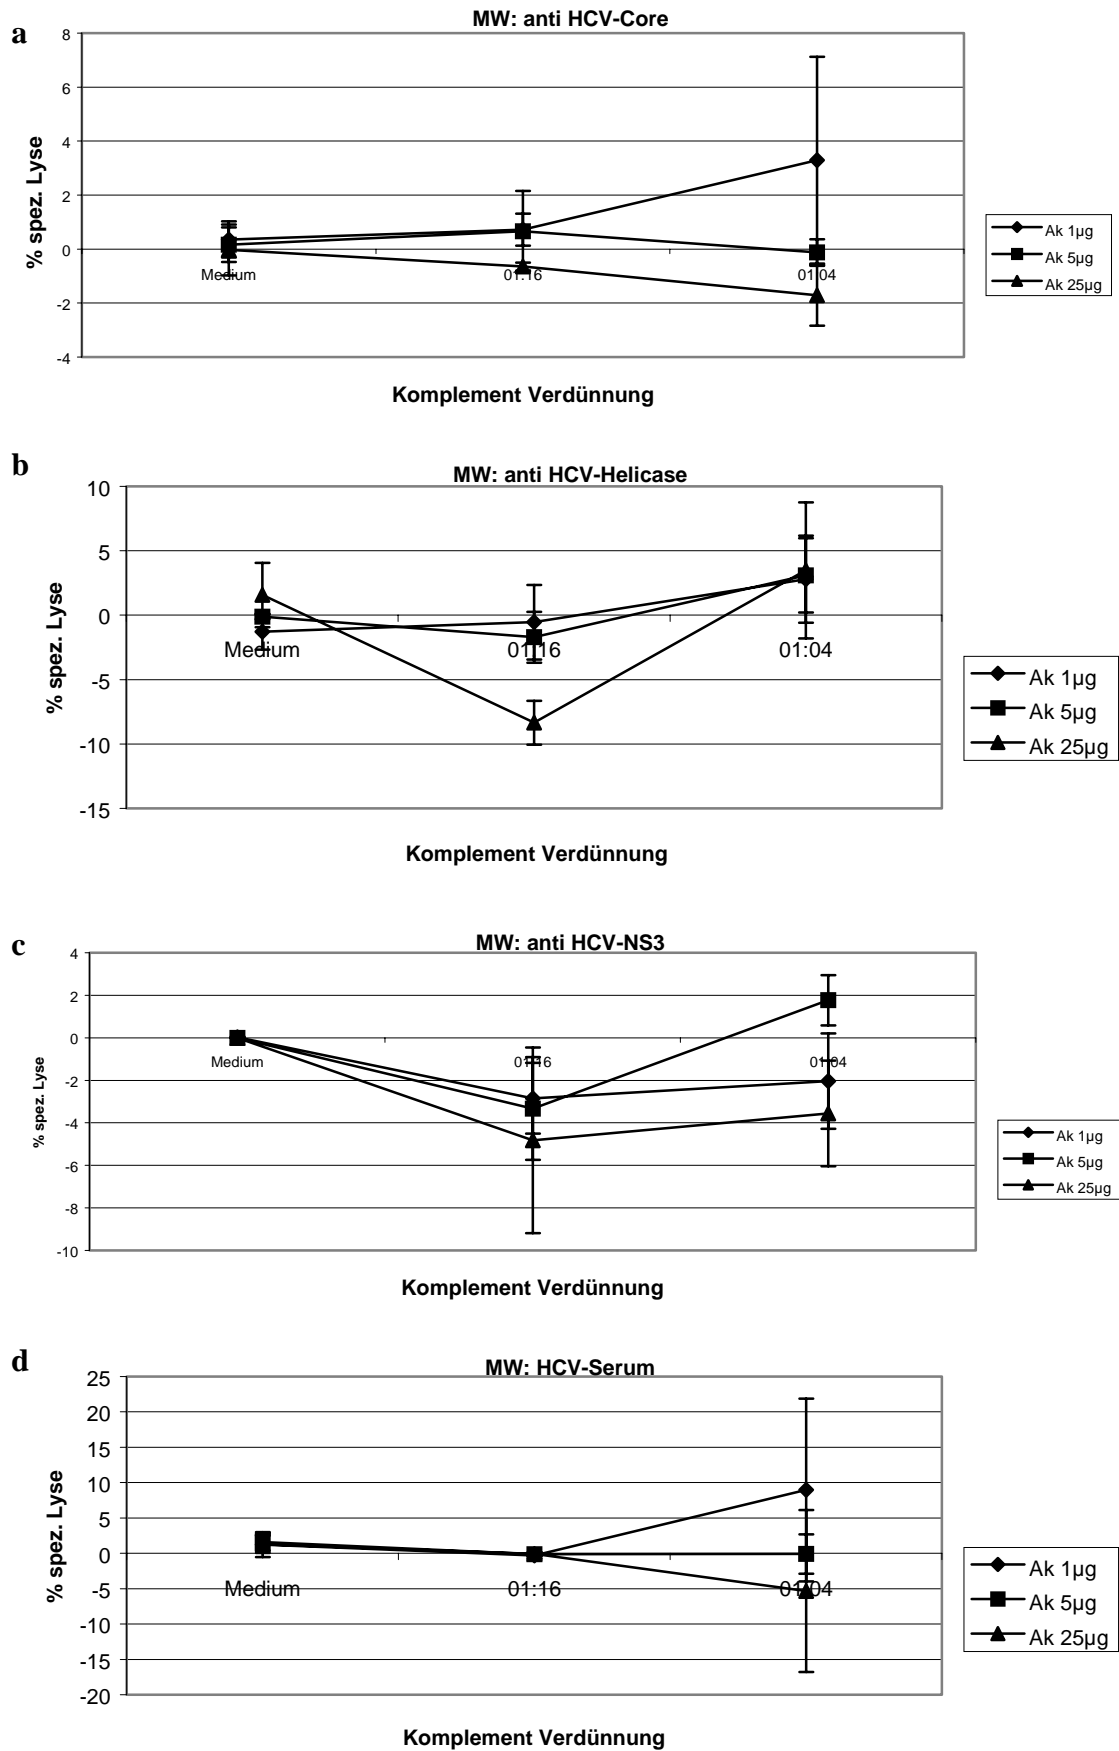 a
MW: anti HCV-Core
8
6
4
2
0
-2
-4
% spez. Lyse
Medium
01:16
01:04
Komplement Verdünnung
Ak 1µg
Ak 5µg
Ak 25µg
b
MW: anti HCV-Helicase
10
5
0
-5
-10
-15
% spez. Lyse
Medium
01:16
01:04
Komplement Verdünnung
Ak 1µg
Ak 5µg
Ak 25µg
c
MW: anti HCV-NS3
4
2
0
-2
-4
-6
-8
-10
% spez. Lyse
Medium
01:16
01:04
Komplement Verdünnung
Ak 1µg
Ak 5µg
Ak 25µg
d
MW: HCV-Serum
25
20
15
10
5
0
-5
-10
-15
-20
% spez. Lyse
Medium
01:16
01:04
Komplement Verdünnung
Ak 1µg
Ak 5µg
Ak 25µg